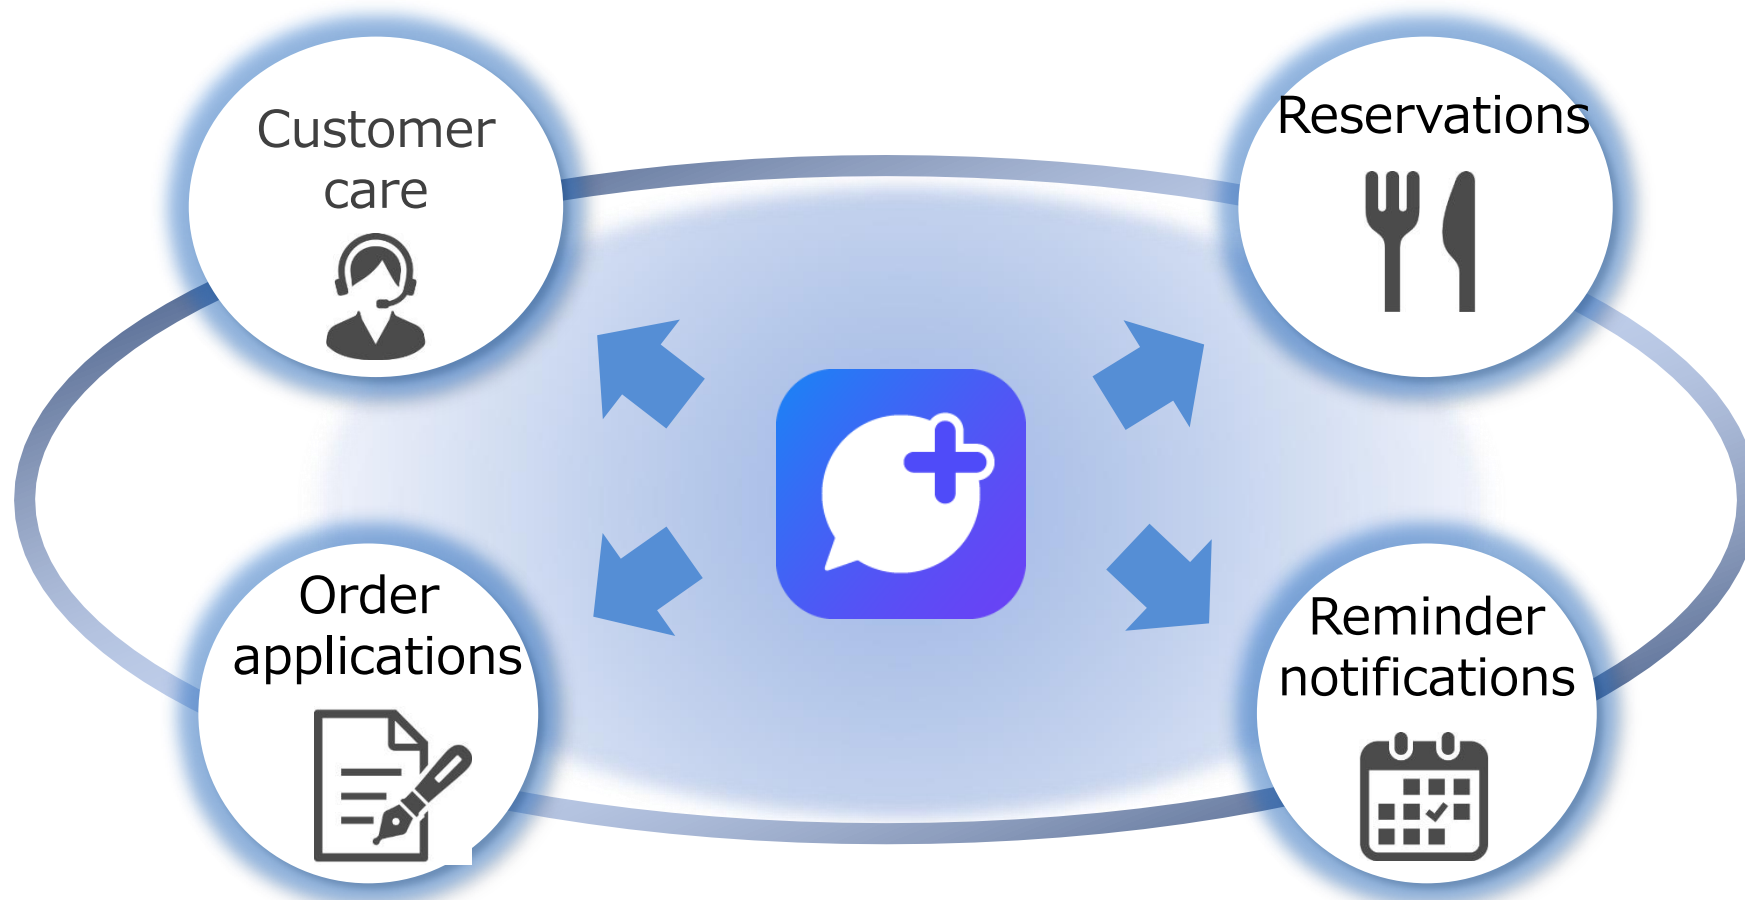 Customer
care
Reservations
Order
applications
Reminder
notifications